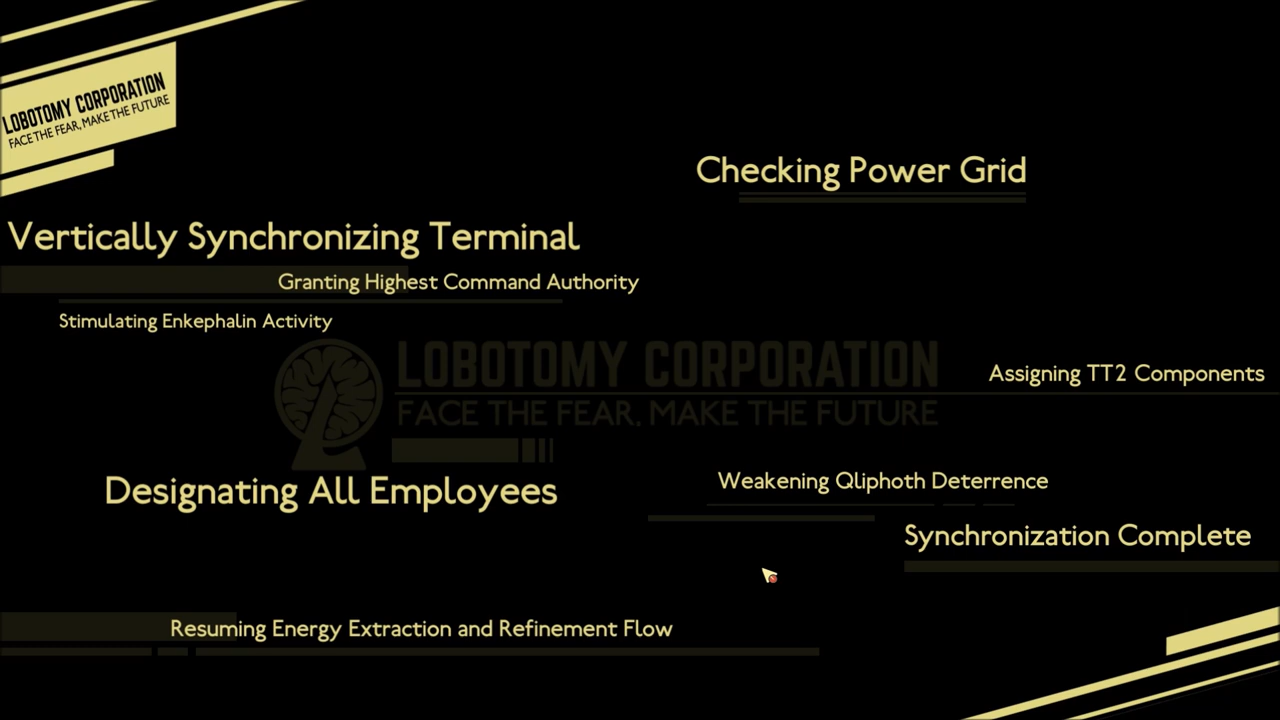 LOBOTOMY CORPORATION
FACE THE FEAR, MAKE THE FUTURE
Checking Power Grid
Vertically Synchronizing Terminal
Granting Highest Command Authority
Stimulating Enkephalin Activity
LOBOTOMY CORPORATION
FACE THE FEAR, MAKE THE FUTURE
Assigning TT2 Components
Designating All Employees
Weakening Qliphoth Deterrence
Synchronization Complete
Resuming Energy Extraction and Refinement Flow